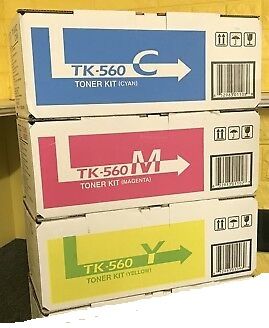 TK-560 C
TONER KIT (CYAN)
TK-560 M
TONER KIT (MAGENTA)
TK-560 Y
TONER KIT (YELLOW)